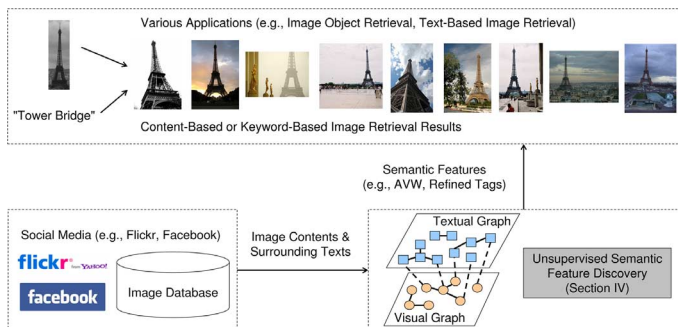 Various Applications (e.g., Image Object Retrieval, Text-Based Image Retrieval)
"Tower Bridge"
Content-Based or Keyword-Based Image Retrieval Results
Semantic Features
(e.g., AVW, Refined Tags)
Social Media (e.g., Flickr, Facebook)
flickr from YAHOO!
facebook
Image Database
Image Contents &
Surrounding Texts
Textual Graph
Visual Graph
Unsupervised Semantic
Feature Discovery
(Section IV)